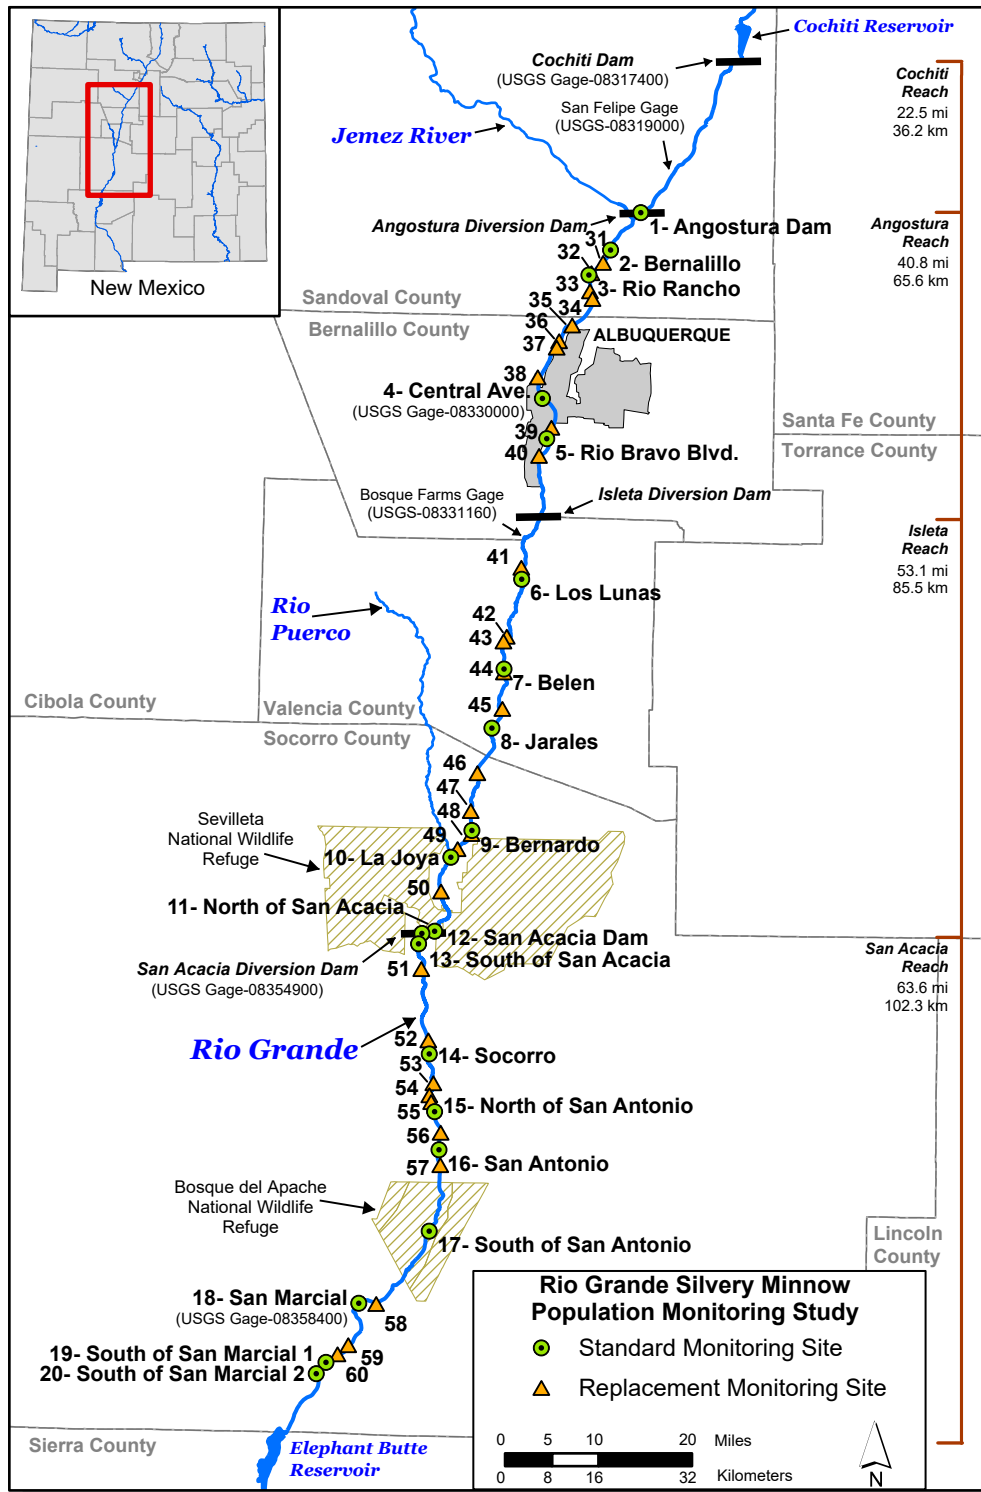 Cochiti Reservoir
Cochiti Dam
(USGS Gage-08317400)
San Felipe Gage
(USGS-08319000)
Jemez River
New Mexico
Cochiti
Reach
22.5 mi
36.2 km
Angostura Diversion Dam
1- Angostura Dam
Angostura
Reach
40.8 mi
65.6 km
31
32
2- Bernalillo
33
3- Rio Rancho
Sandoval County
Bernalillo County
35
34
36
37
ALBUQUERQUE
38
4- Central Ave.
(USGS Gage-08330000)
Santa Fe County
Torrance County
39
40
5- Rio Bravo Blvd.
Bosque Farms Gage
(USGS-08331160)
Isleta Diversion Dam
Isleta
Reach
53.1 mi
85.5 km
41
6- Los Lunas
Rio
Puerco
42
43
44
7- Belen
Cibola County
Valencia County
Socorro County
45
8- Jarales
46
47
48
49
9- Bernardo
Sevilleta
National Wildlife
Refuge
10- La Joya
50
11- North of San Acacia
12- San Acacia Dam
13- South of San Acacia
San Acacia Diversion Dam
(USGS Gage-08354900)
51
San Acacia
Reach
63.6 mi
102.3 km
Rio Grande
52
14- Socorro
53
54
55
15- North of San Antonio
56
57
16- San Antonio
Bosque del Apache
National Wildlife
Refuge
17- South of San Antonio
Lincoln
County
18- San Marcial
(USGS Gage-08358400)
58
19- South of San Marcial 1
59
20- South of San Marcial 2
60
Sierra County
Elephant Butte
Reservoir
Rio Grande Silvery Minnow
Population Monitoring Study
Standard Monitoring Site
Replacement Monitoring Site
0 5 10 20 Miles
0 8 16 32 Kilometers
N